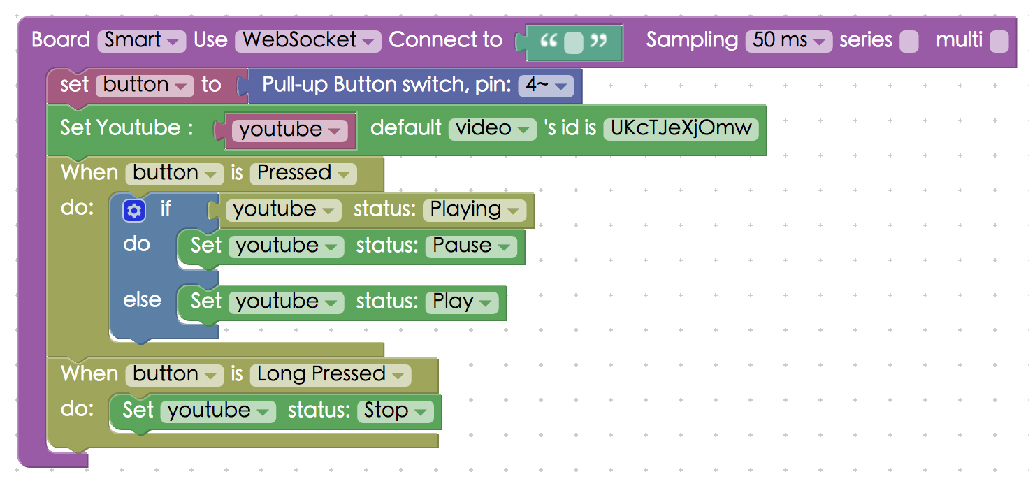 Board Smart Use WebSocket Connect to “ ” Sampling 50 ms series multi
set button to Pull-up Button switch, pin: 4~
Set Youtube : youtube default video 's id is UKcTJeXjOmw
When button is Pressed
do: if youtube status: Playing
do Set youtube status: Pause
else Set youtube status: Play
When button is Long Pressed
do: Set youtube status: Stop